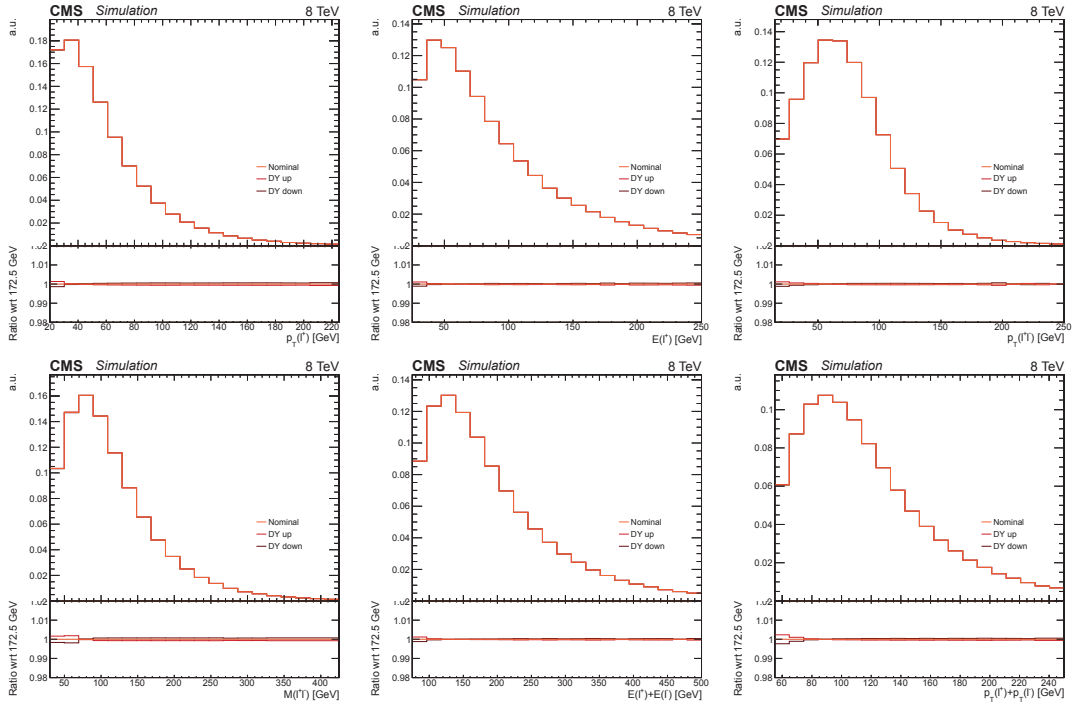 CMS Simulation 8 TeV
a.u.
0.18
0.16
0.14
0.12
0.1
0.08
0.06
0.04
0.02
Nominal
DY up
DY down
Ratio wrt 172.5 GeV
1.02
1.01
1
0.99
0.98
20 40 60 80 100 120 140 160 180 200 220
p_T(l⁺) [GeV]
CMS Simulation 8 TeV
a.u.
0.14
0.12
0.1
0.08
0.06
0.04
0.02
0
Nominal
DY up
DY down
Ratio wrt 172.5 GeV
1.01
1
0.99
0.98
50 100 150 200 250
E(l⁺) [GeV]
CMS Simulation 8 TeV
a.u.
0.14
0.12
0.1
0.08
0.06
0.04
0.02
0
Nominal
DY up
DY down
Ratio wrt 172.5 GeV
1.01
1
0.99
0.98
50 100 150 200 250
p_T(l⁺l⁻) [GeV]
CMS Simulation 8 TeV
a.u.
0.16
0.14
0.12
0.1
0.08
0.06
0.04
0.02
Nominal
DY up
DY down
Ratio wrt 172.5 GeV
1.02
1.01
1
0.99
0.98
50 100 150 200 250 300 350 400
M(l⁺l⁻) [GeV]
CMS Simulation 8 TeV
a.u.
0.14
0.12
0.1
0.08
0.06
0.04
0.02
0
Nominal
DY up
DY down
Ratio wrt 172.5 GeV
1.01
1
0.99
0.98
100 150 200 250 300 350 400 450 500
E(l⁺)+E(l⁻) [GeV]
CMS Simulation 8 TeV
a.u.
0.1
0.08
0.06
0.04
0.02
0
Nominal
DY up
DY down
Ratio wrt 172.5 GeV
1.01
1
0.99
0.98
60 80 100 120 140 160 180 200 220 240
p_T(l⁺)+p_T(l⁻) [GeV]